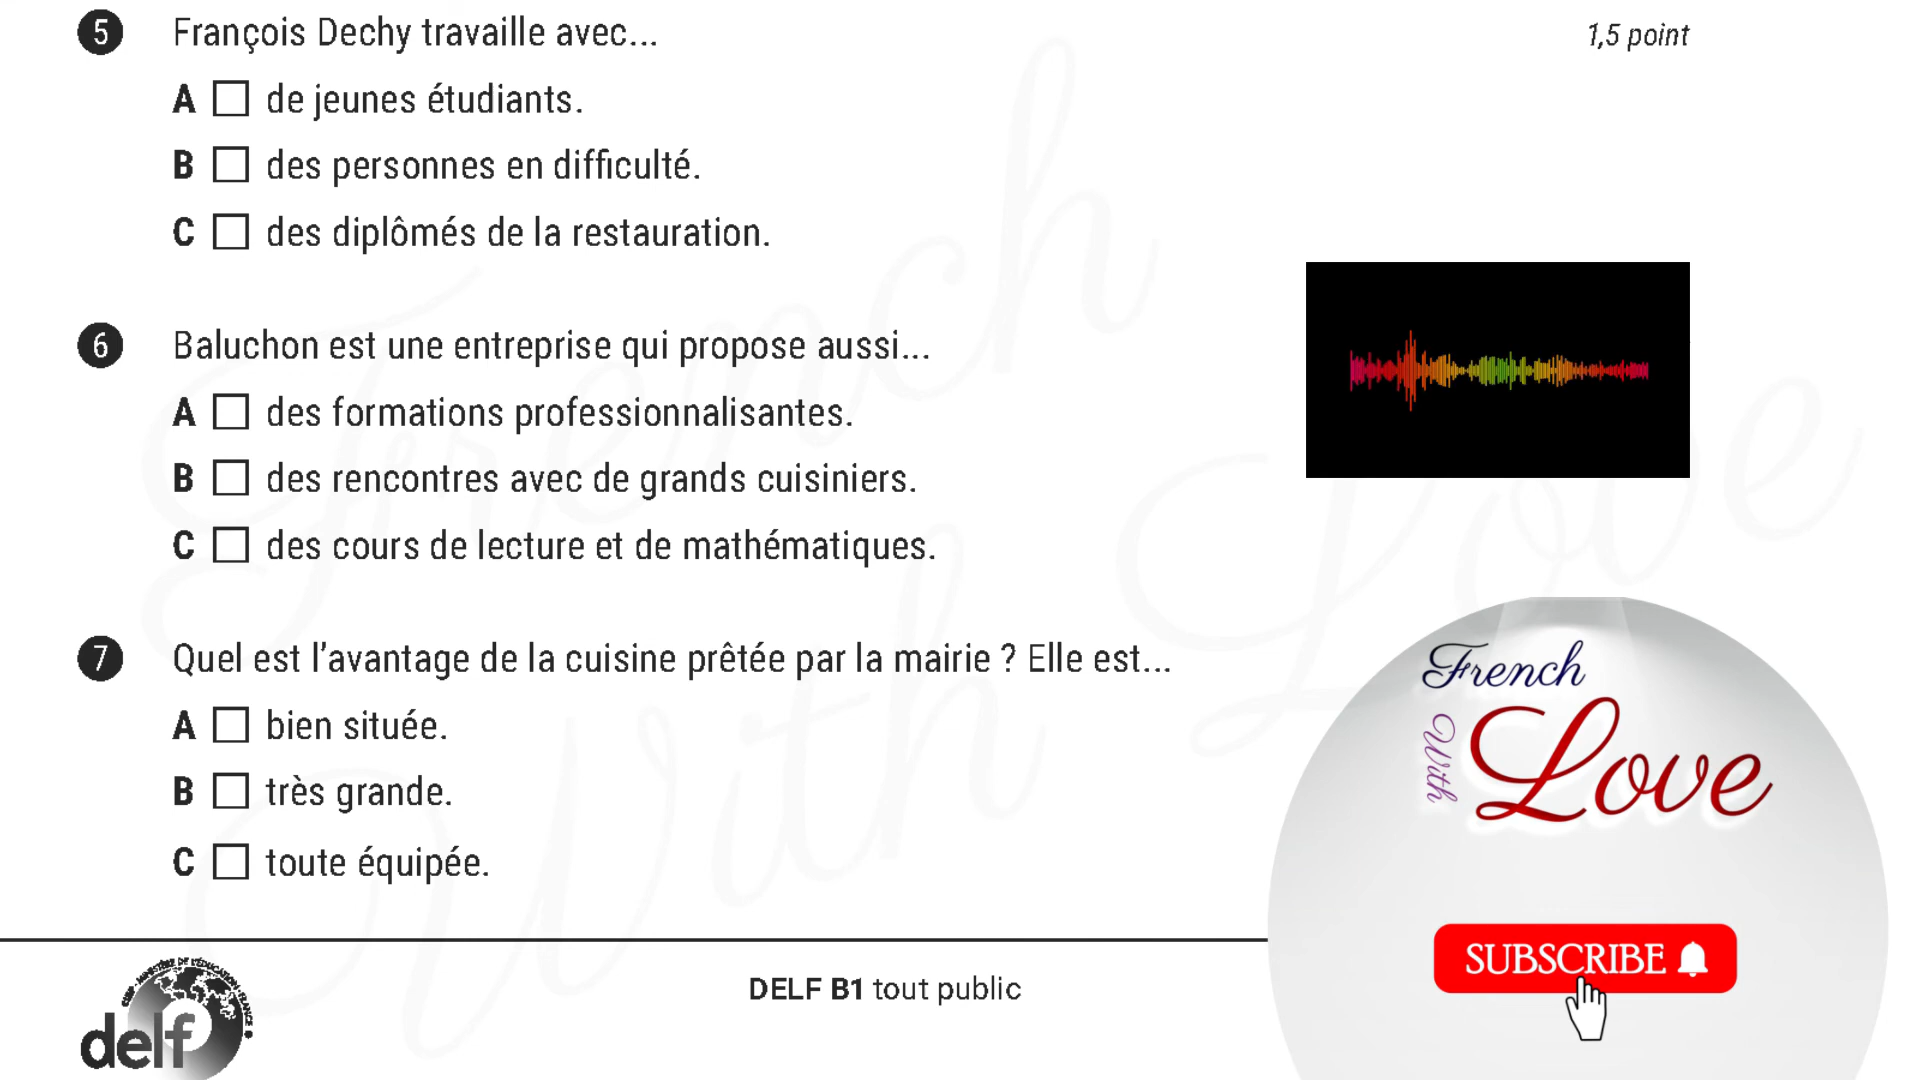 5 François Dechy travaille avec... 1,5 point
A de jeunes étudiants.
B des personnes en difficulté.
C des diplômés de la restauration.
6 Baluchon est une entreprise qui propose aussi...
A des formations professionnalisantes.
B des rencontres avec de grands cuisiniers.
C des cours de lecture et de mathématiques.
7 Quel est l’avantage de la cuisine prêtée par la mairie ? Elle est...
A bien située.
B très grande.
C toute équipée.
French
With
Love
SUBSCRIBE
DELF B1 tout public
delf
French
With Love